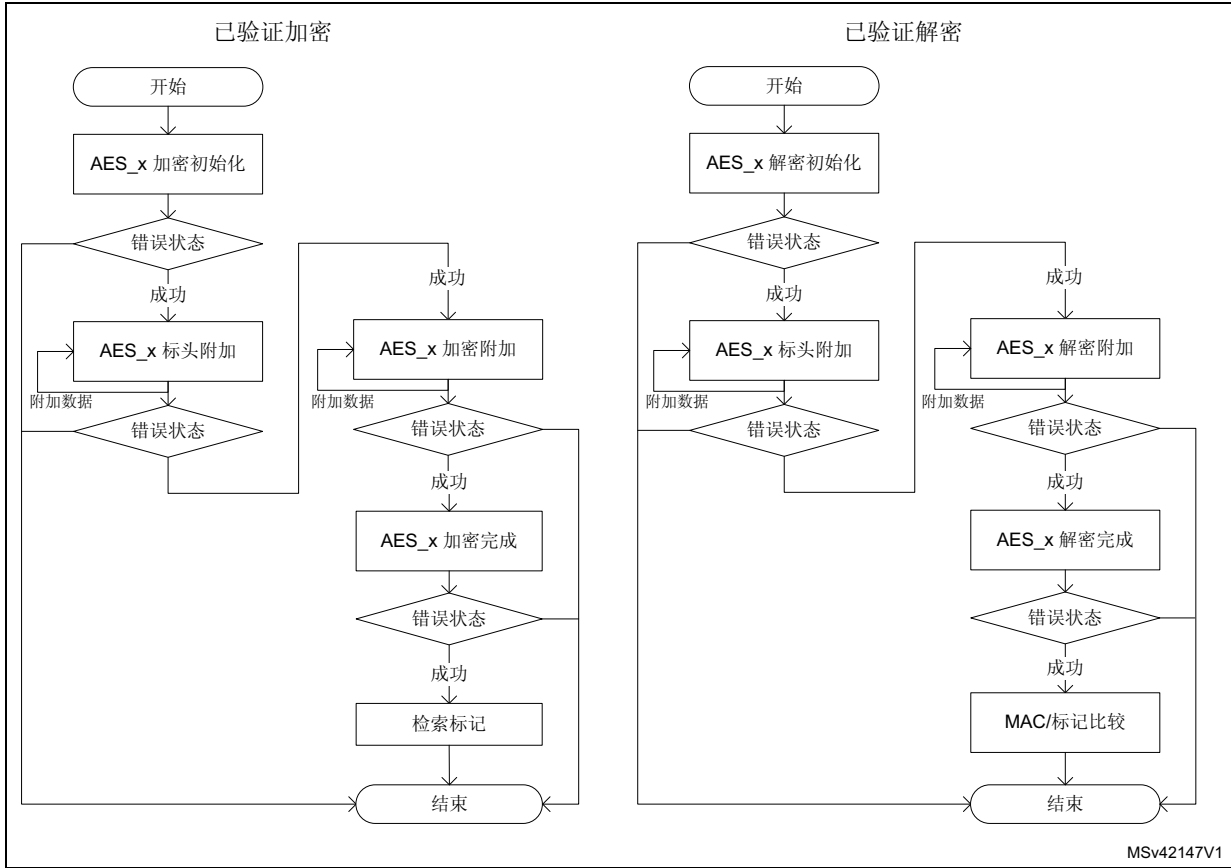 已验证加密
开始
AES_x 加密初始化
错误状态
成功
AES_x 标头附加
附加数据
错误状态
成功
AES_x 加密附加
附加数据
错误状态
成功
AES_x 加密完成
错误状态
成功
检索标记
结束
已验证解密
开始
AES_x 解密初始化
错误状态
成功
AES_x 标头附加
附加数据
错误状态
成功
AES_x 解密附加
附加数据
错误状态
成功
AES_x 解密完成
错误状态
成功
MAC/标记比较
结束
MSv42147V1